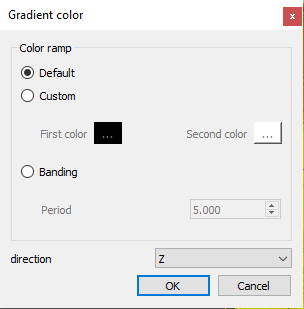 Gradient color
x
Color ramp
Default
Custom
First color ... Second color ...
Banding
Period 5.000
direction Z
OK Cancel